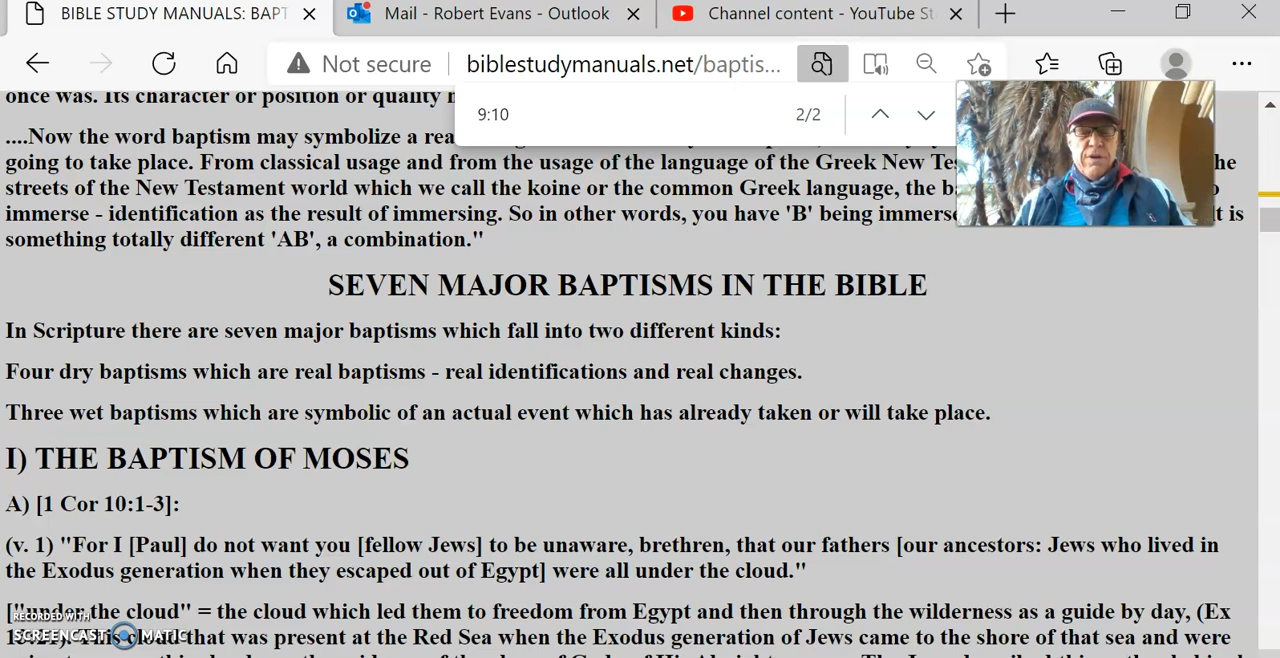 BIBLE STUDY MANUALS: BAPT
Mail - Robert Evans - Outlook
Channel content - YouTube St
Not secure
biblestudymanuals.net/baptis...
9:10
2/2
once was. Its character or position or quality
....Now the word baptism may symbolize a rea
going to take place. From classical usage and from the usage of the language of the Greek New Tes he
streets of the New Testament world which we call the koine or the common Greek language, the ba o
immerse - identification as the result of immersing. So in other words, you have 'B' being immerse It is
something totally different 'AB', a combination."
SEVEN MAJOR BAPTISMS IN THE BIBLE
In Scripture there are seven major baptisms which fall into two different kinds:
Four dry baptisms which are real baptisms - real identifications and real changes.
Three wet baptisms which are symbolic of an actual event which has already taken or will take place.
I) THE BAPTISM OF MOSES
A) [1 Cor 10:1-3]:
(v. 1) "For I [Paul] do not want you [fellow Jews] to be unaware, brethren, that our fathers [our ancestors: Jews who lived in
the Exodus generation when they escaped out of Egypt] were all under the cloud."
["under the cloud" = the cloud which led them to freedom from Egypt and then through the wilderness as a guide by day, (Ex
This cloud that was present at the Red Sea when the Exodus generation of Jews came to the shore of that sea and were
RECORDED WITH
SCREENCAST MATIC